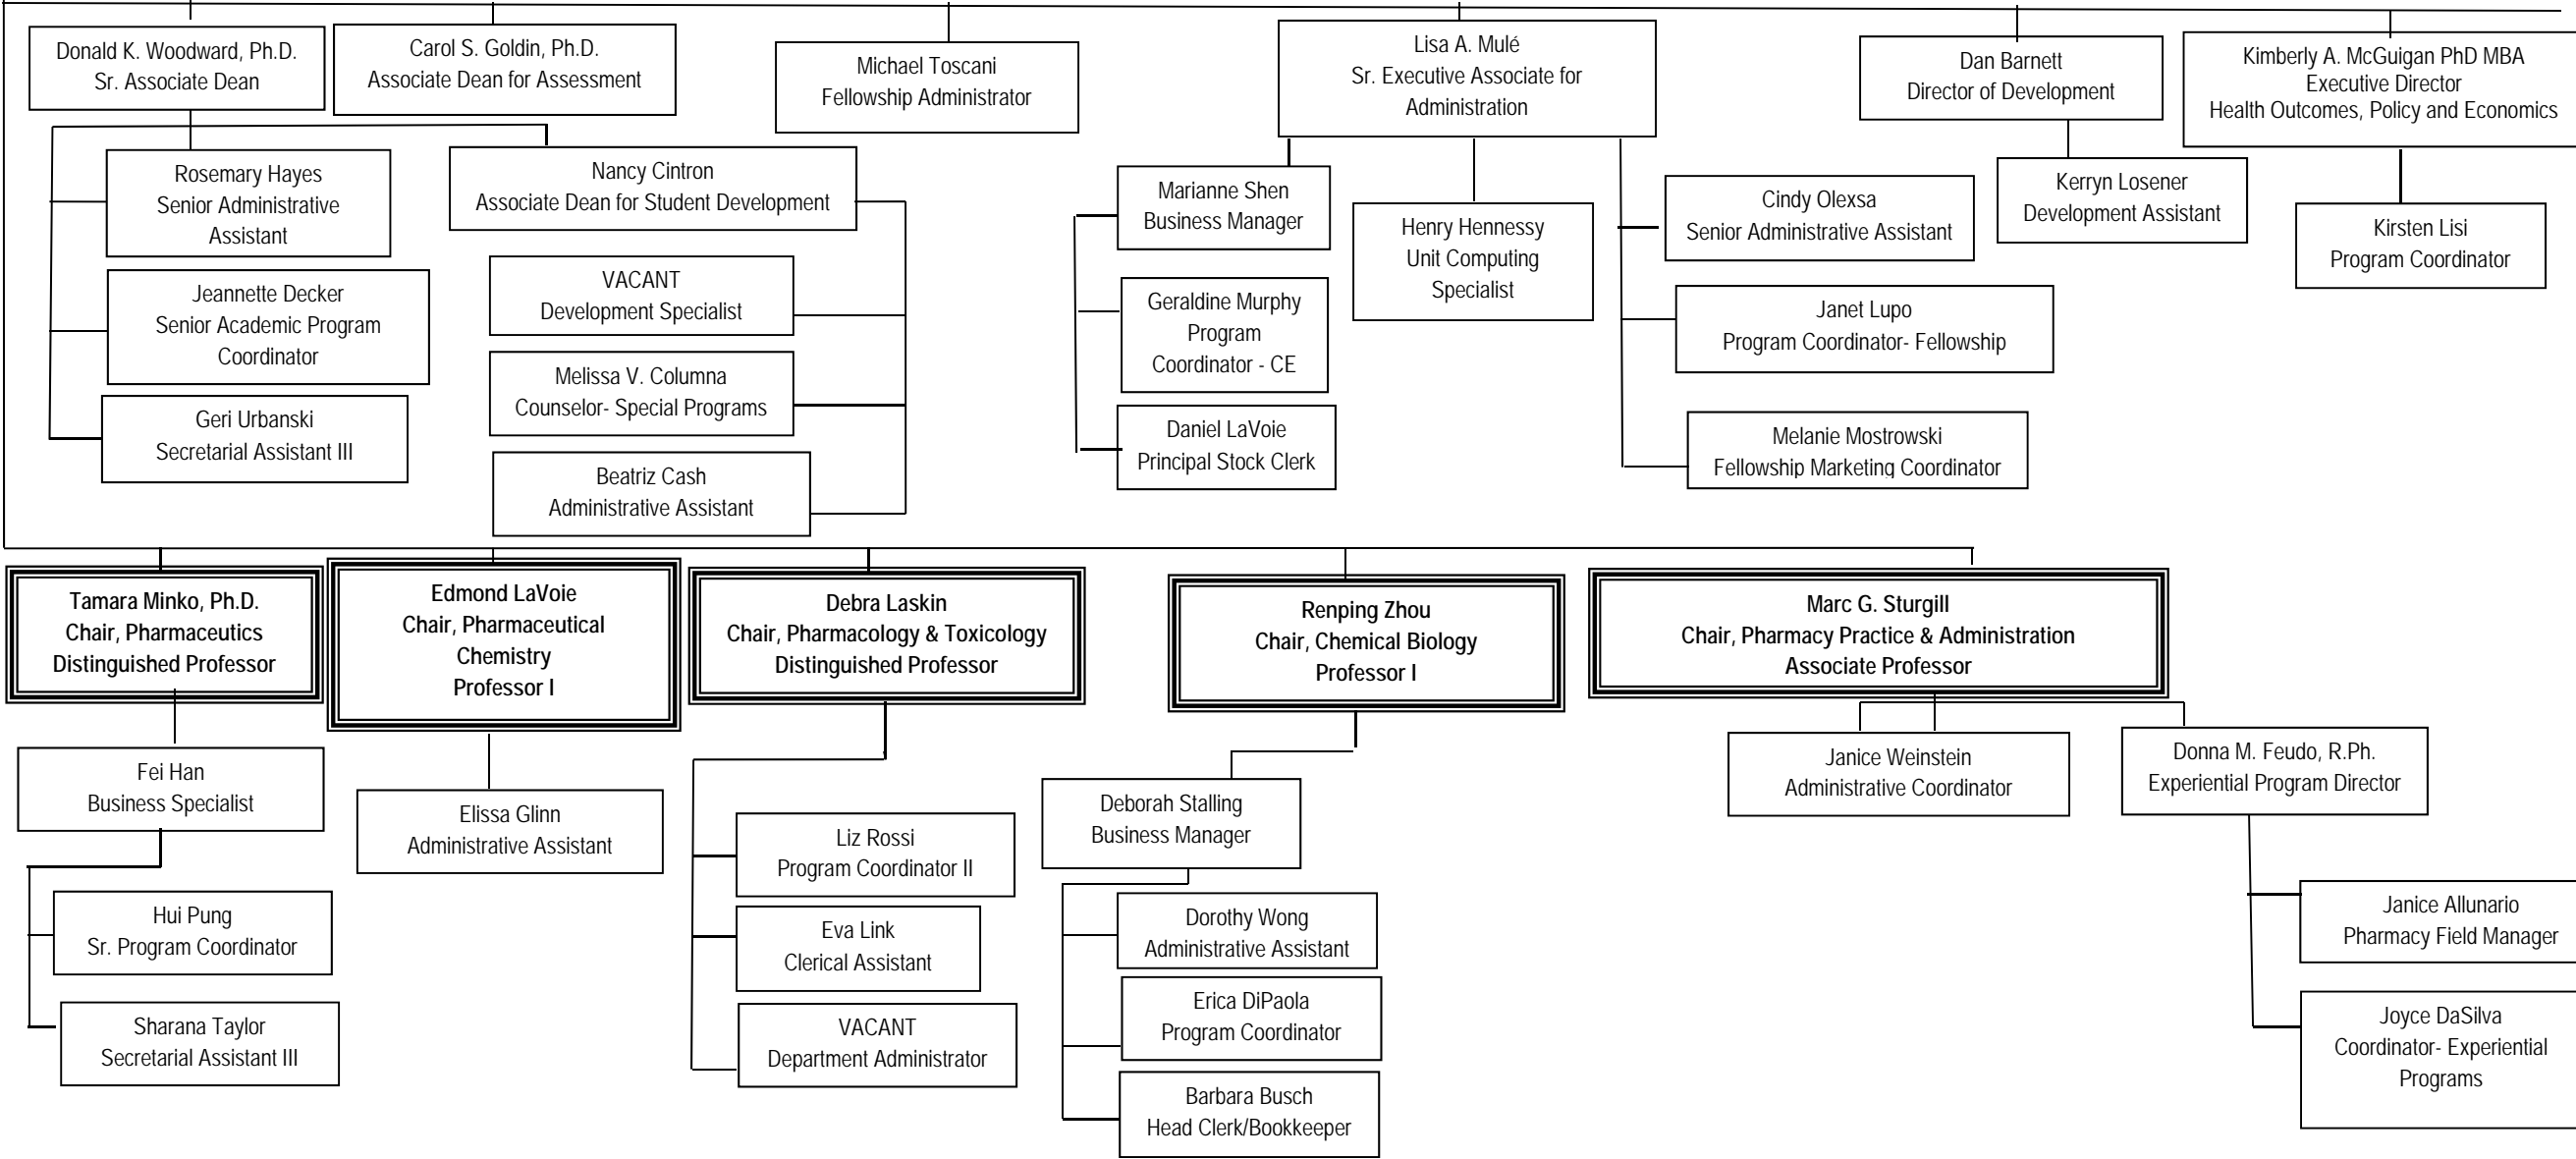 Donald K. Woodward, Ph.D.
Sr. Associate Dean
Carol S. Goldin, Ph.D.
Associate Dean for Assessment
Michael Toscani
Fellowship Administrator
Lisa A. Mulé
Sr. Executive Associate for
Administration
Dan Barnett
Director of Development
Kimberly A. McGuigan PhD MBA
Executive Director
Health Outcomes, Policy and Economics
Rosemary Hayes
Senior Administrative
Assistant
Jeannette Decker
Senior Academic Program
Coordinator
Geri Urbanski
Secretarial Assistant III
Nancy Cintron
Associate Dean for Student Development
VACANT
Development Specialist
Melissa V. Columna
Counselor- Special Programs
Beatriz Cash
Administrative Assistant
Marianne Shen
Business Manager
Geraldine Murphy
Program
Coordinator - CE
Daniel LaVoie
Principal Stock Clerk
Henry Hennessy
Unit Computing
Specialist
Cindy Olexsa
Senior Administrative Assistant
Janet Lupo
Program Coordinator- Fellowship
Melanie Mostrowski
Fellowship Marketing Coordinator
Kerryn Losener
Development Assistant
Kirsten Lisi
Program Coordinator
Tamara Minko, Ph.D.
Chair, Pharmaceutics
Distinguished Professor
Edmond LaVoie
Chair, Pharmaceutical
Chemistry
Professor I
Debra Laskin
Chair, Pharmacology & Toxicology
Distinguished Professor
Renping Zhou
Chair, Chemical Biology
Professor I
Marc G. Sturgill
Chair, Pharmacy Practice & Administration
Associate Professor
Fei Han
Business Specialist
Hui Pung
Sr. Program Coordinator
Sharana Taylor
Secretarial Assistant III
Elissa Glinn
Administrative Assistant
Liz Rossi
Program Coordinator II
Eva Link
Clerical Assistant
VACANT
Department Administrator
Deborah Stalling
Business Manager
Dorothy Wong
Administrative Assistant
Erica DiPaola
Program Coordinator
Barbara Busch
Head Clerk/Bookkeeper
Janice Weinstein
Administrative Coordinator
Donna M. Feudo, R.Ph.
Experiential Program Director
Janice Allunario
Pharmacy Field Manager
Joyce DaSilva
Coordinator- Experiential
Programs